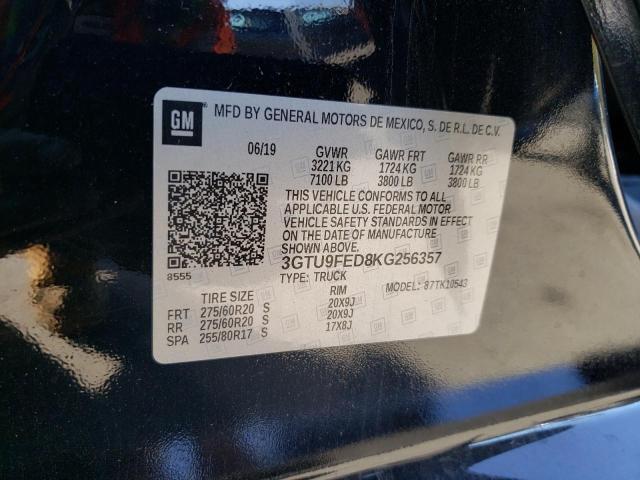 GM ® MFD BY GENERAL MOTORS DE MEXICO, S. DE R.L. DE C.V.
06/19 GVWR GAWR FRT GAWR RR
3221 KG 1724 KG 1724 KG
7100 LB 3800 LB 3800 LB
THIS VEHICLE CONFORMS TO ALL
APPLICABLE U.S. FEDERAL MOTOR
VEHICLE SAFETY STANDARDS IN EFFECT
ON THE DATE OF MANUFACTURE
SHOWN ABOVE.
8555 3GTU9FED8KG256357
TYPE: TRUCK MODEL: 87TK10543
TIRE SIZE RIM
FRT 275/60R20 S 20X9J
RR 275/60R20 S 20X9J
SPA 255/80R17 S 17X8J